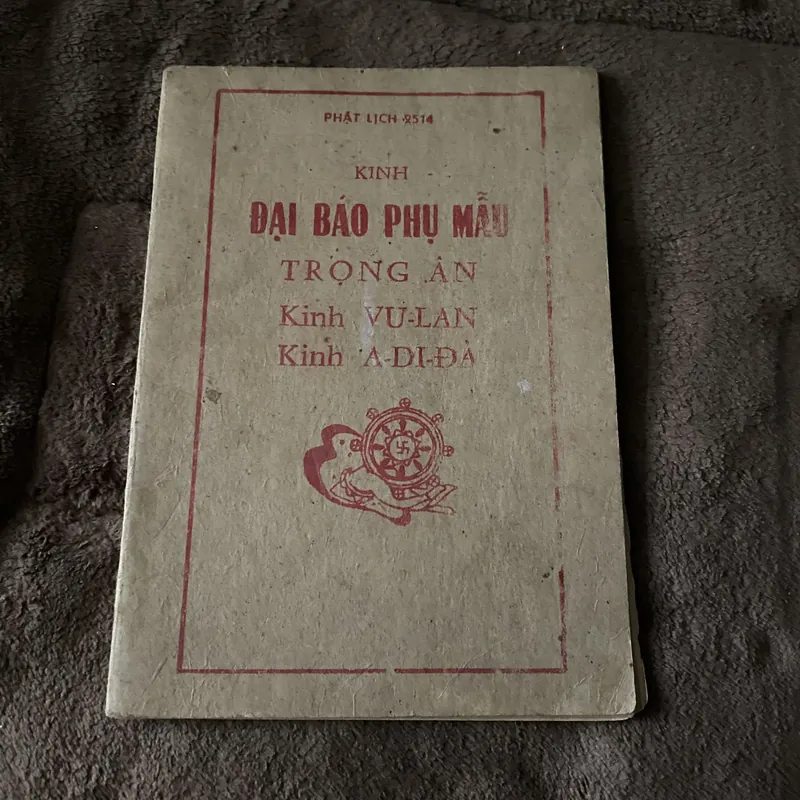 PHẬT LỊCH 2514
KINH
ĐẠI BÁO PHỤ MẪU
TRỌNG ÂN
Kinh VU-LAN
Kinh A-DI-ĐÀ